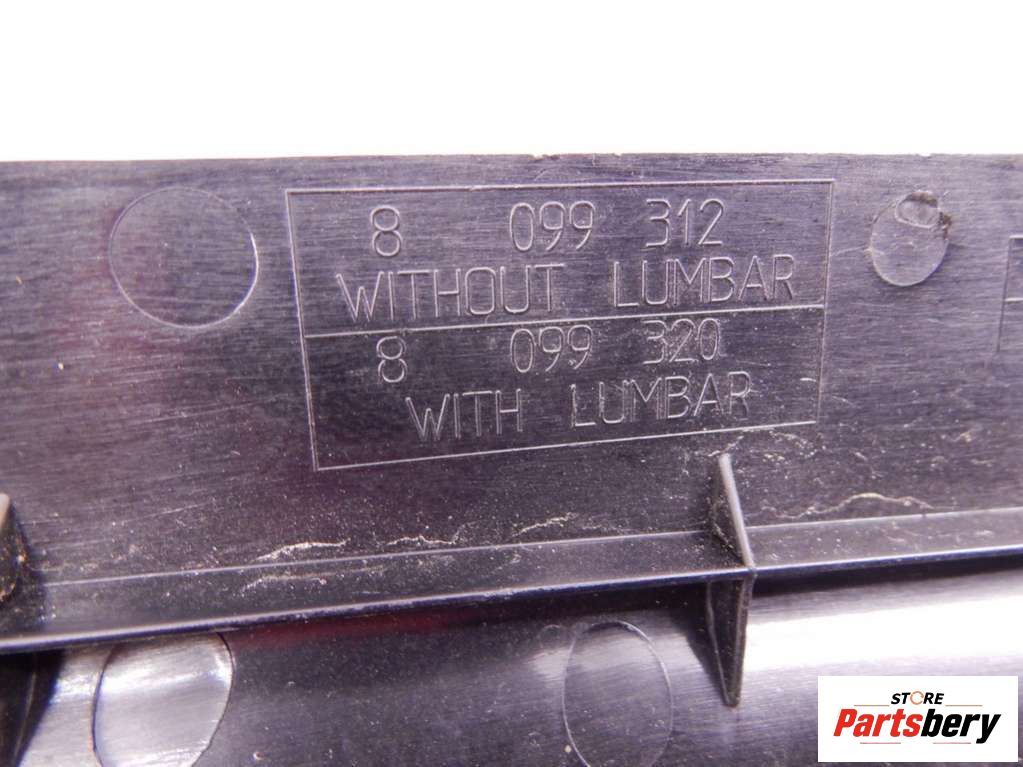 8 099 312
WITHOUT LUMBAR
8 099 320
WITH LUMBAR
STORE
Partsbery